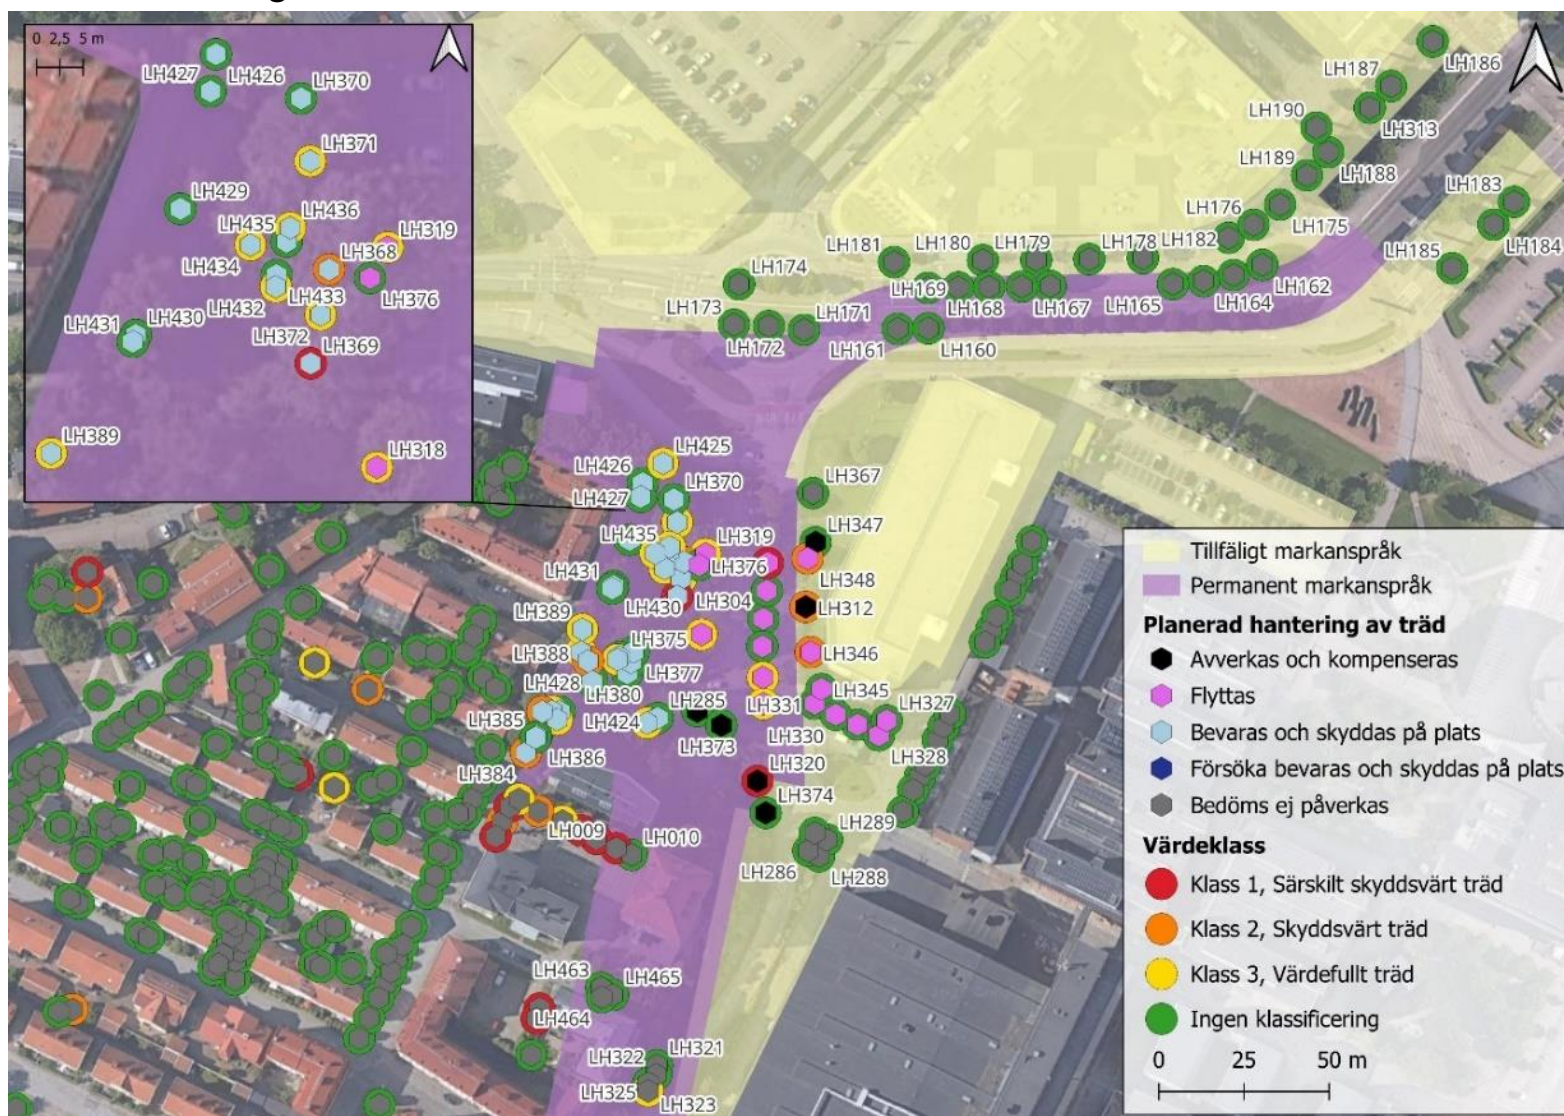 0 2,5 5 m
LH427
LH426
LH370
LH371
LH429
LH435
LH436
LH319
LH368
LH434
LH376
LH432
LH433
LH431
LH430
LH372
LH369
LH389
LH318
LH186
LH187
LH313
LH190
LH189
LH188
LH183
LH176
LH175
LH184
LH185
LH182
LH181
LH180
LH179
LH178
LH174
LH169
LH168
LH167
LH165
LH164
LH162
LH173
LH171
LH172
LH161
LH160
LH425
LH426
LH370
LH427
LH367
LH347
LH435
LH319
LH376
LH348
LH431
LH430
LH304
LH312
LH389
LH375
LH388
LH377
LH346
LH428
LH380
LH345
LH385
LH424
LH285
LH331
LH327
LH373
LH330
LH386
LH328
LH384
LH320
LH374
LH009
LH010
LH289
LH286
LH288
LH463
LH465
LH464
LH321
LH322
LH325
LH323
Tillfäligt markanspråk
Permanent markanspråk
Planerad hantering av träd
Avverkas och kompenseras
Flyttas
Bevaras och skyddas på plats
Försöka bevaras och skyddas på plats
Bedöms ej påverkas
Värdeklass
Klass 1, Särskilt skyddsvärt träd
Klass 2, Skyddsvärt träd
Klass 3, Värdefullt träd
Ingen klassificering
0 25 50 m